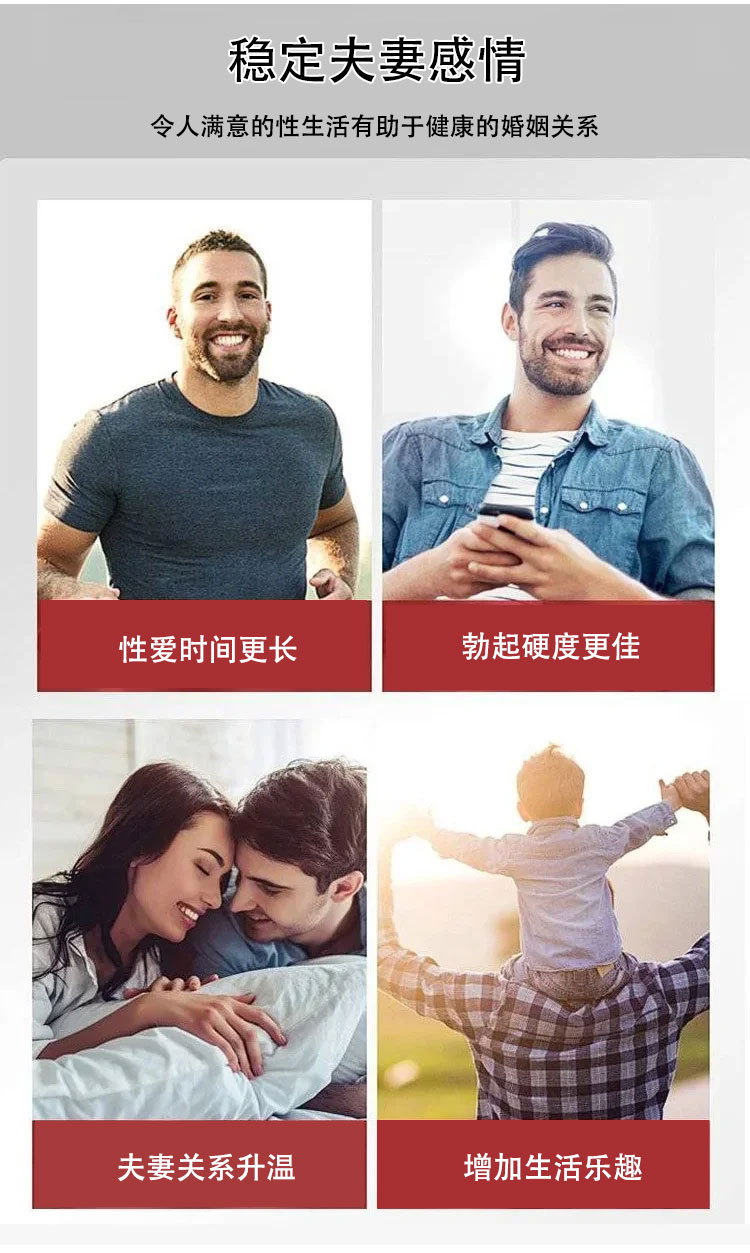 稳定夫妻感情
令人满意的性生活有助于健康的婚姻关系
性爱时间更长
勃起硬度更佳
夫妻关系升温
增加生活乐趣